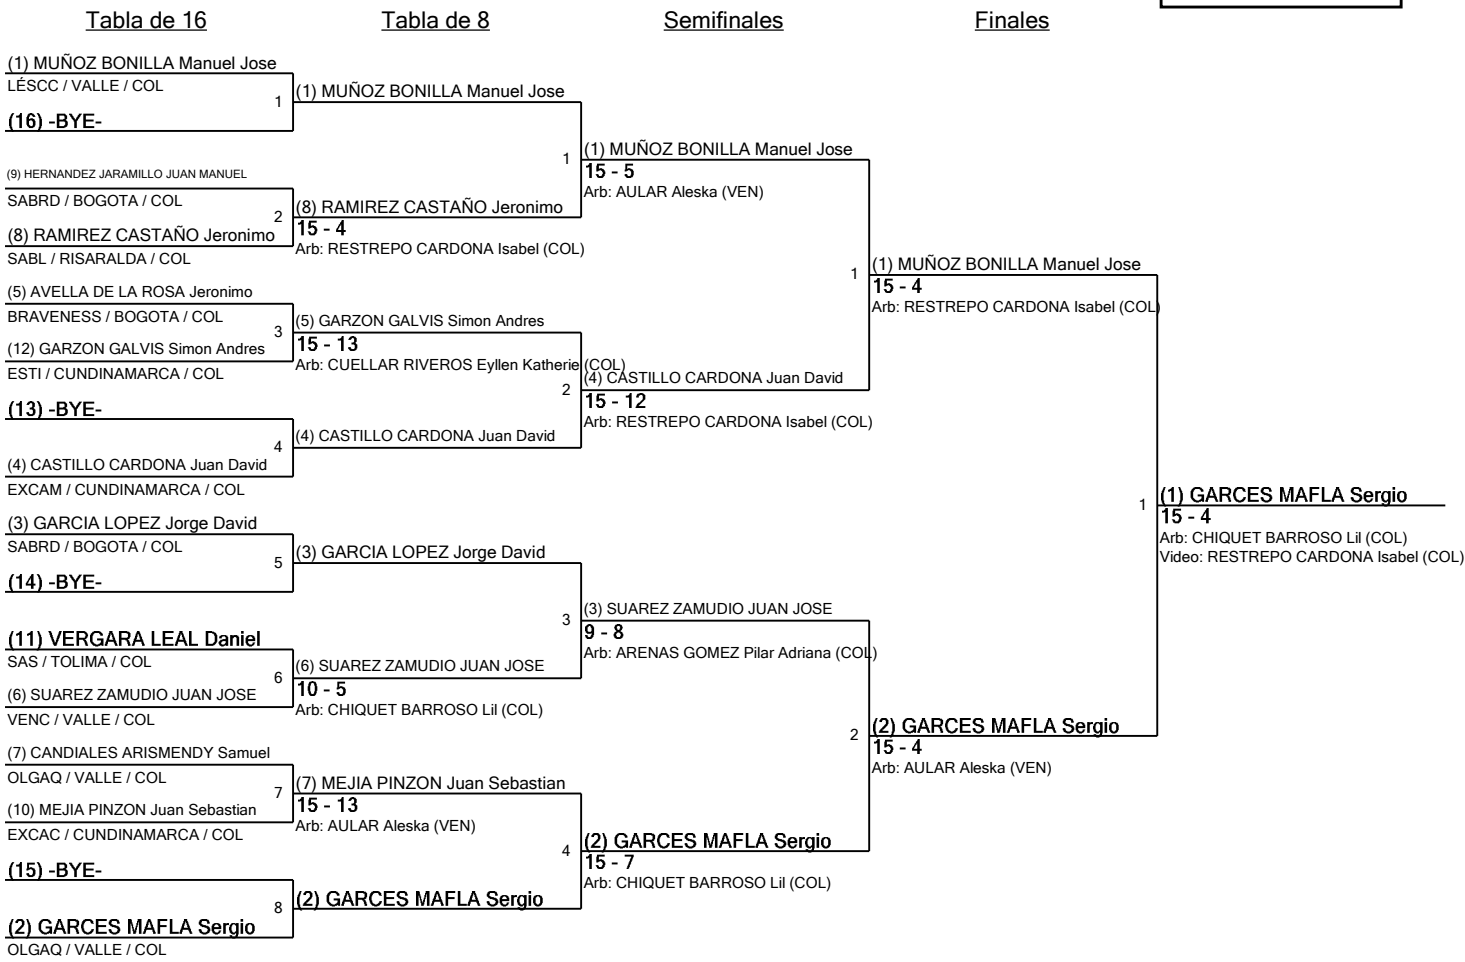 Tabla de 16
Tabla de 8
Semifinales
Finales
(1) MUÑOZ BONILLA Manuel Jose
LÉSCC / VALLE / COL
1
(16) -BYE-
(9) HERNANDEZ JARAMILLO JUAN MANUEL
SABRD / BOGOTA / COL
2
(8) RAMIREZ CASTAÑO Jeronimo
SABL / RISARALDA / COL
(5) AVELLA DE LA ROSA Jeronimo
BRAVENESS / BOGOTA / COL
3
(12) GARZON GALVIS Simon Andres
ESTI / CUNDINAMARCA / COL
(13) -BYE-
4
(4) CASTILLO CARDONA Juan David
EXCAM / CUNDINAMARCA / COL
(3) GARCIA LOPEZ Jorge David
SABRD / BOGOTA / COL
5
(14) -BYE-
(11) VERGARA LEAL Daniel
SAS / TOLIMA / COL
6
(6) SUAREZ ZAMUDIO JUAN JOSE
VENC / VALLE / COL
(7) CANDIALES ARISMENDY Samuel
OLGAQ / VALLE / COL
7
(10) MEJIA PINZON Juan Sebastian
EXCAC / CUNDINAMARCA / COL
(15) -BYE-
8
(2) GARCES MAFLA Sergio
OLGAQ / VALLE / COL
(1) MUÑOZ BONILLA Manuel Jose
1
(8) RAMIREZ CASTAÑO Jeronimo
15 - 4
Arb: RESTREPO CARDONA Isabel (COL)
(5) GARZON GALVIS Simon Andres
15 - 13
Arb: CUELLAR RIVEROS Eyllen Katherie (COL)
2
(4) CASTILLO CARDONA Juan David
(3) GARCIA LOPEZ Jorge David
3
(6) SUAREZ ZAMUDIO JUAN JOSE
10 - 5
Arb: CHIQUET BARROSO Lil (COL)
(7) MEJIA PINZON Juan Sebastian
15 - 13
Arb: AULAR Aleska (VEN)
4
(2) GARCES MAFLA Sergio
(1) MUÑOZ BONILLA Manuel Jose
15 - 5
Arb: AULAR Aleska (VEN)
1
(4) CASTILLO CARDONA Juan David
15 - 12
Arb: RESTREPO CARDONA Isabel (COL)
(3) SUAREZ ZAMUDIO JUAN JOSE
9 - 8
Arb: ARENAS GOMEZ Pilar Adriana (COL)
2
(2) GARCES MAFLA Sergio
15 - 7
Arb: CHIQUET BARROSO Lil (COL)
(1) MUÑOZ BONILLA Manuel Jose
15 - 4
Arb: RESTREPO CARDONA Isabel (COL)
1
(2) GARCES MAFLA Sergio
15 - 4
Arb: AULAR Aleska (VEN)
(1) GARCES MAFLA Sergio
15 - 4
Arb: CHIQUET BARROSO Lil (COL)
Video: RESTREPO CARDONA Isabel (COL)